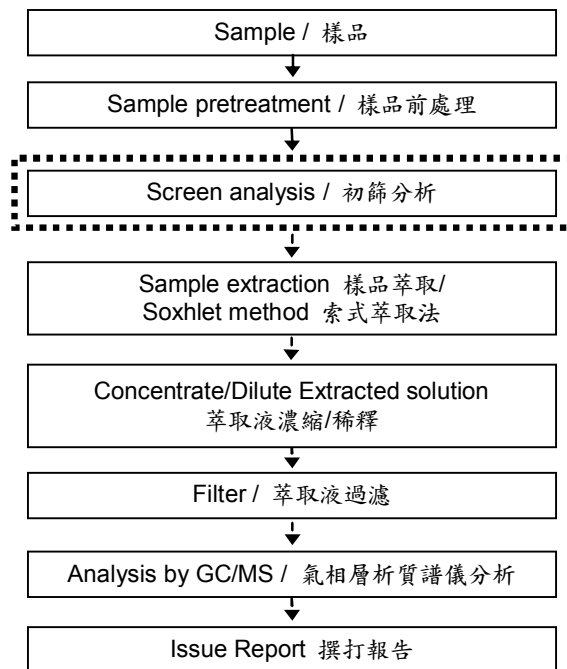 Sample / 樣品
Sample pretreatment / 樣品前處理
Screen analysis / 初篩分析
Sample extraction 樣品萃取/
Soxhlet method 索式萃取法
Concentrate/Dilute Extracted solution
萃取液濃縮/稀釋
Filter / 萃取液過濾
Analysis by GC/MS / 氣相層析質譜儀分析
Issue Report 撰打報告